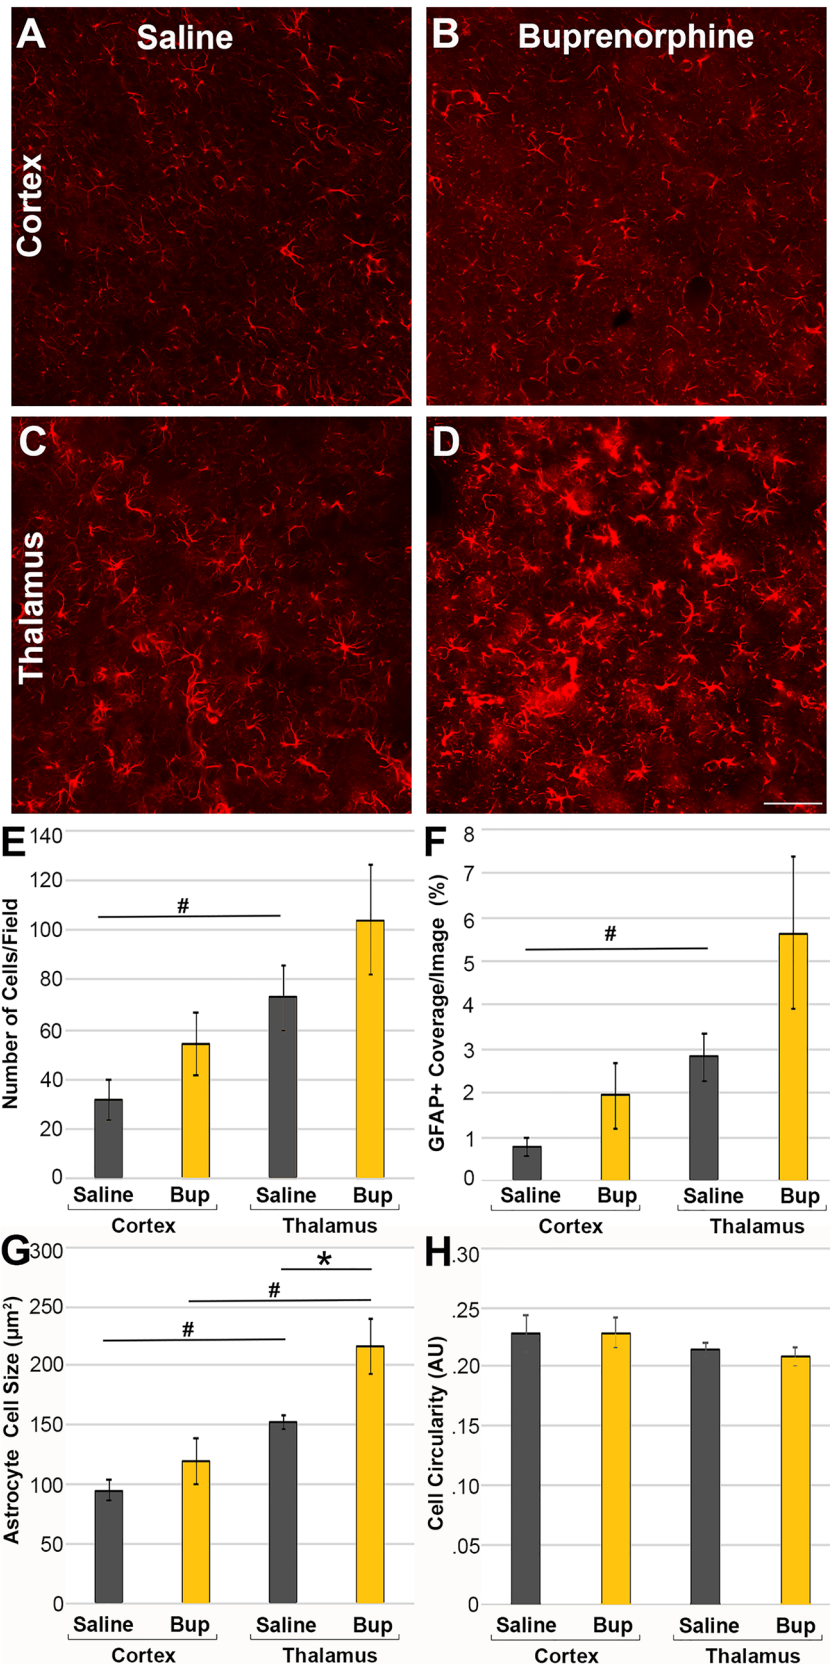 A Saline
B Buprenorphine
Cortex
C
D
Thalamus
E
Number of Cells/Field
140
120
100
80
60
40
20
0
#
Saline Bup Saline Bup
Cortex Thalamus
F
GFAP+ Coverage/Image (%)
8
7
6
5
4
3
2
1
0
#
Saline Bup Saline Bup
Cortex Thalamus
G
Astrocyte Cell Size (µm²)
300
250
200
150
100
50
0
*
#
#
Saline Bup Saline Bup
Cortex Thalamus
H
Cell Circularity (AU)
.30
.25
.20
.15
.10
.05
0
Saline Bup Saline Bup
Cortex Thalamus